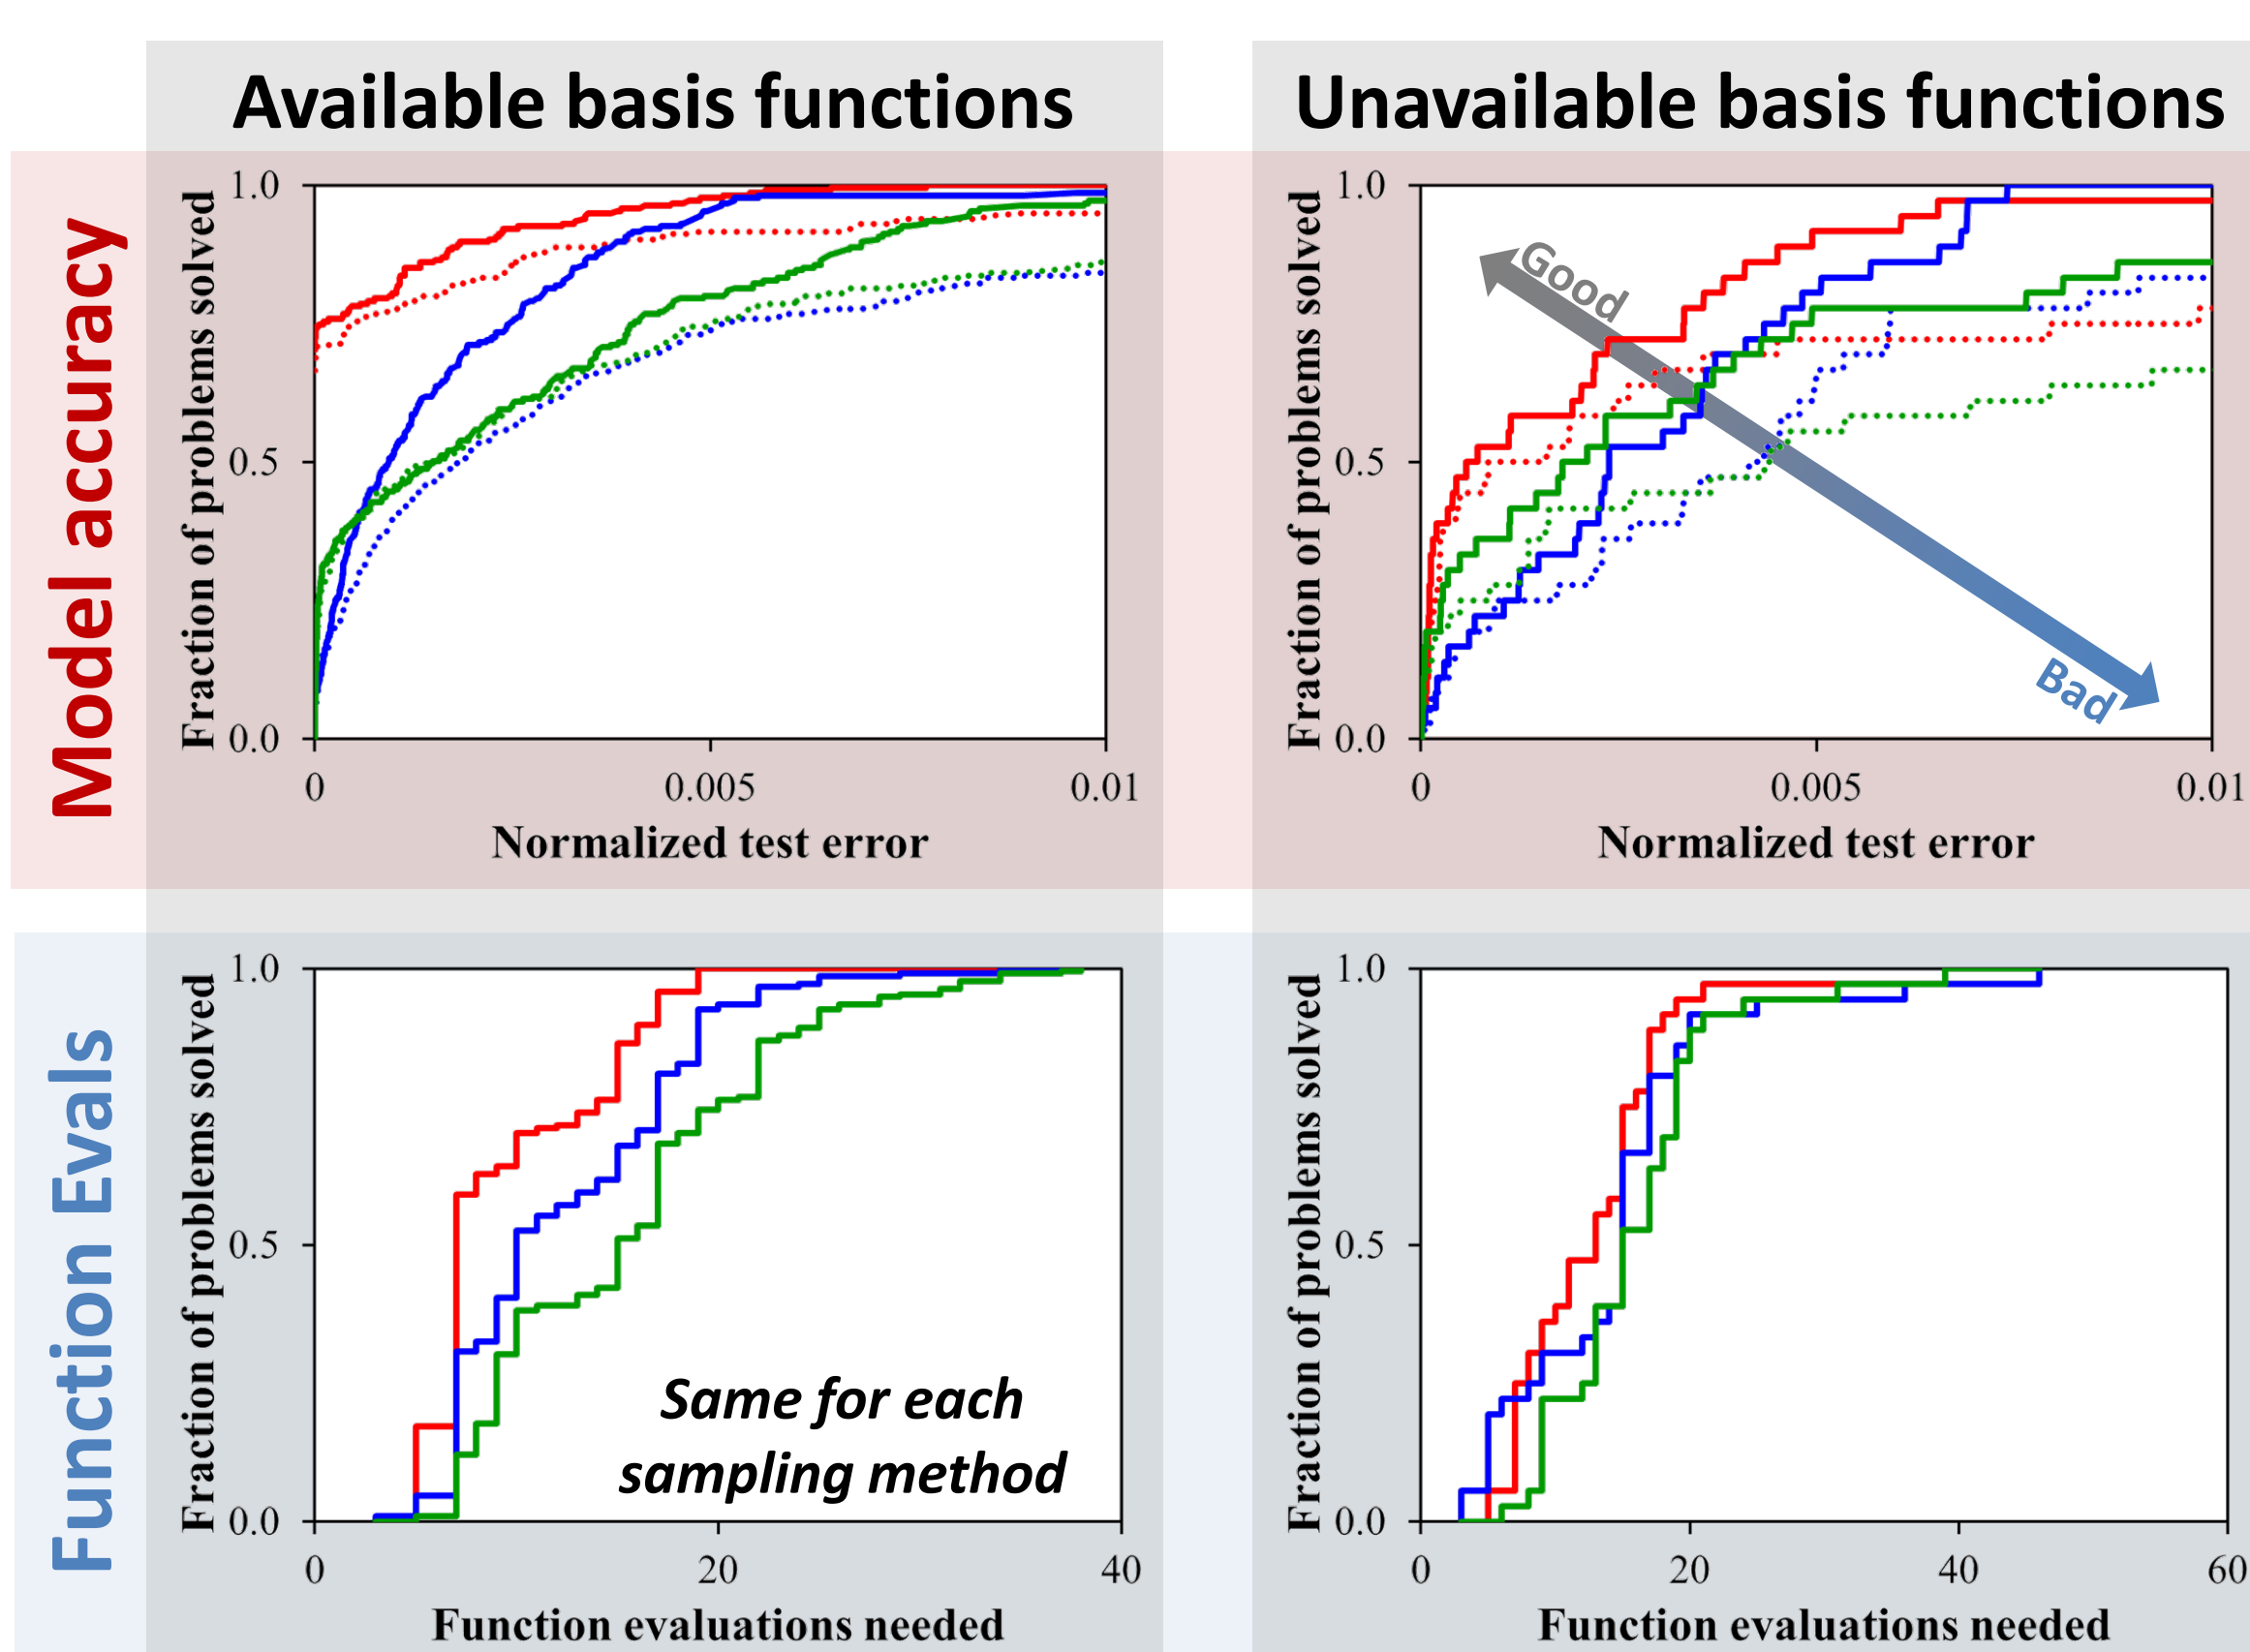 Available basis functions
Unavailable basis functions
Model accuracy
Fraction of problems solved
1.0
0.5
0.0
0
0.005
0.01
Normalized test error
Fraction of problems solved
1.0
0.5
0.0
Good
Bad
0
0.005
0.01
Normalized test error
Function Evals
Fraction of problems solved
1.0
0.5
0.0
Same for each
sampling method
0
20
40
Function evaluations needed
Fraction of problems solved
1.0
0.5
0.0
0
20
40
60
Function evaluations needed